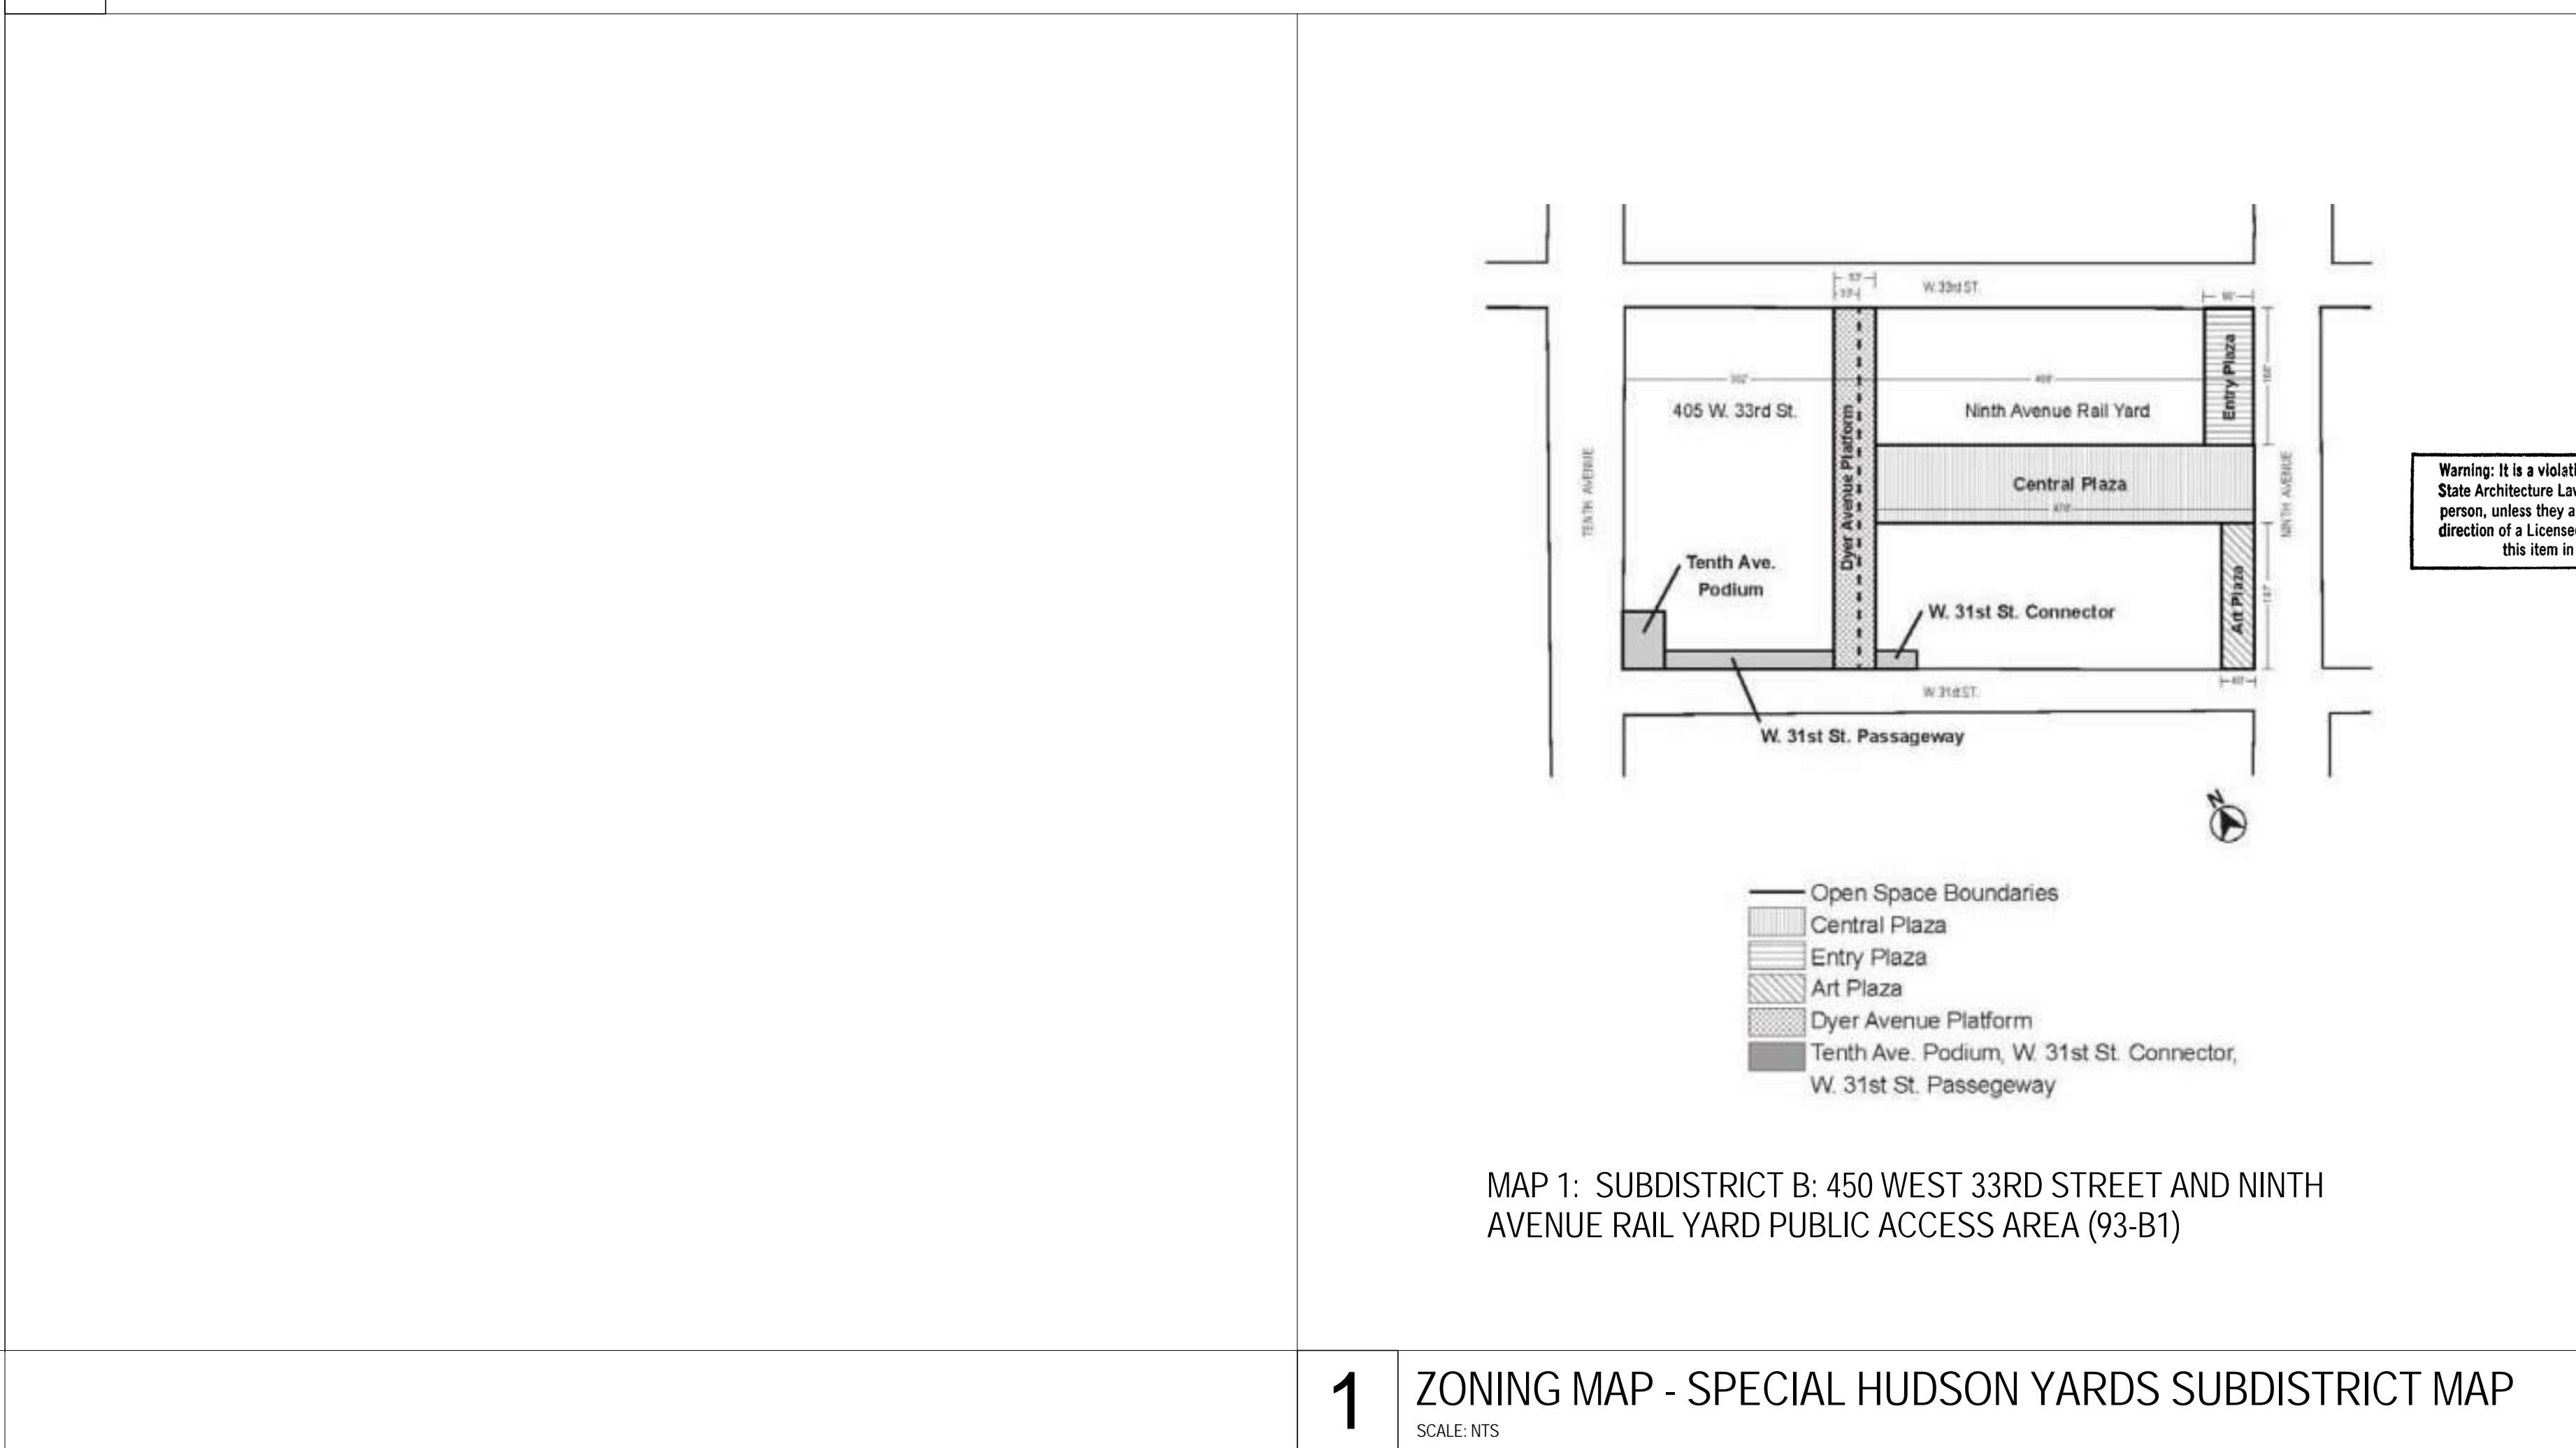 W. 33rd ST.
Entry Plaza
405 W. 33rd St.
Ninth Avenue Rail Yard
Dyer Avenue Platform
TENTH AVENUE
Central Plaza
NINTH AVENUE
Warning: It is a violat
State Architecture La
person, unless they a
direction of a License
this item in
Tenth Ave.
Podium
Art Plaza
W. 31st St. Connector
W. 31st ST.
W. 31st St. Passageway
N
Open Space Boundaries
Central Plaza
Entry Plaza
Art Plaza
Dyer Avenue Platform
Tenth Ave. Podium, W. 31st St. Connector,
W. 31st St. Passegeway
MAP 1: SUBDISTRICT B: 450 WEST 33RD STREET AND NINTH
AVENUE RAIL YARD PUBLIC ACCESS AREA (93-B1)
1
ZONING MAP - SPECIAL HUDSON YARDS SUBDISTRICT MAP
SCALE: NTS